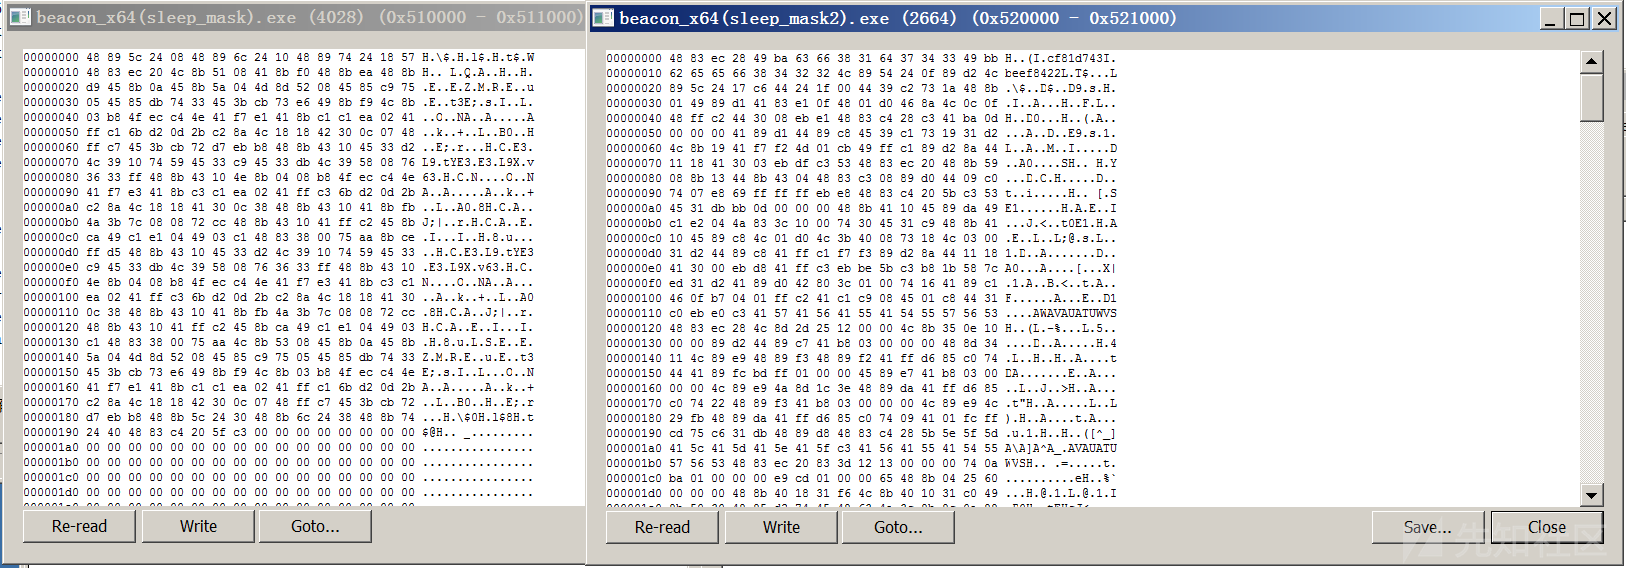 beacon_x64(sleep_mask).exe (4028) (0x510000 - 0x511000)
00000000 48 89 5c 24 08 48 89 6c 24 10 48 89 74 24 18 57 H.\$.H.l$.H.t$.W
00000010 48 83 ec 20 4c 8b 51 08 41 8b f0 48 8b ea 48 8b H.. L.Q.A..H..H.
00000020 d9 45 8b 0a 45 8b 5a 04 4d 8d 52 08 45 85 c9 75 .E..E.Z.M.R.E..u
00000030 05 45 85 db 74 33 45 3b cb 73 e6 49 8b f9 4c 8b .E..t3E;.s.I..L.
00000040 03 b8 4f ec c4 4e 41 f7 e1 41 8b c1 c1 ea 02 41 ..O..NA..A.....A
00000050 ff c1 6b d2 0d 2b c2 8a 4c 18 18 42 30 0c 07 48 ..k..+..L..B0..H
00000060 ff c7 45 3b cb 72 d7 eb b8 48 8b 43 10 45 33 d2 ..E;.r...H.C.E3.
00000070 4c 39 10 74 59 45 33 c9 45 33 db 4c 39 58 08 76 L9.tYE3.E3.L9X.v
00000080 36 33 ff 48 8b 43 10 4e 8b 04 08 b8 4f ec c4 4e 63.H.C.N....O..N
00000090 41 f7 e3 41 8b c3 c1 ea 02 41 ff c3 6b d2 0d 2b A..A.....A..k..+
000000a0 c2 8a 4c 18 18 41 30 0c 38 48 8b 43 10 41 8b fb ..L..A0.8H.C.A..
000000b0 4a 3b 7c 08 08 72 cc 48 8b 43 10 41 ff c2 45 8b J;|..r.H.C.A..E.
000000c0 ca 49 c1 e1 04 49 03 c1 48 83 38 00 75 aa 8b ce .I...I..H.8.u...
000000d0 ff d5 48 8b 43 10 45 33 d2 4c 39 10 74 59 45 33 ..H.C.E3.L9.tYE3
000000e0 c9 45 33 db 4c 39 58 08 76 36 33 ff 48 8b 43 10 .E3.L9X.v63.H.C.
000000f0 4e 8b 04 08 b8 4f ec c4 4e 41 f7 e3 41 8b c3 c1 N....O..NA..A...
00000100 ea 02 41 ff c3 6b d2 0d 2b c2 8a 4c 18 18 41 30 ..A..k..+..L..A0
00000110 0c 38 48 8b 43 10 41 8b fb 4a 3b 7c 08 08 72 cc .8H.C.A..J;|..r.
00000120 48 8b 43 10 41 ff c2 45 8b ca 49 c1 e1 04 49 03 H.C.A..E..I...I.
00000130 c1 48 83 38 00 75 aa 4c 8b 53 08 45 8b 0a 45 8b .H.8.u.L.S.E..E.
00000140 5a 04 4d 8d 52 08 45 85 c9 75 05 45 85 db 74 33 Z.M.R.E..u.E..t3
00000150 45 3b cb 73 e6 49 8b f9 4c 8b 03 b8 4f ec c4 4e E;.s.I..L...O..N
00000160 41 f7 e1 41 8b c1 c1 ea 02 41 ff c1 6b d2 0d 2b A..A.....A..k..+
00000170 c2 8a 4c 18 18 42 30 0c 07 48 ff c7 45 3b cb 72 ..L..B0..H..E;.r
00000180 d7 eb b8 48 8b 5c 24 30 48 8b 6c 24 38 48 8b 74 ...H.\$0H.l$8H.t
00000190 24 40 48 83 c4 20 5f c3 00 00 00 00 00 00 00 00 $@H.. _.........
000001a0 00 00 00 00 00 00 00 00 00 00 00 00 00 00 00 00 ................
000001b0 00 00 00 00 00 00 00 00 00 00 00 00 00 00 00 00 ................
000001c0 00 00 00 00 00 00 00 00 00 00 00 00 00 00 00 00 ................
000001d0 00 00 00 00 00 00 00 00 00 00 00 00 00 00 00 00 ................
Re-read Write Goto...
beacon_x64(sleep_mask2).exe (2664) (0x520000 - 0x521000)
00000000 48 83 ec 28 49 ba 63 66 38 31 64 37 34 33 49 bb H..(I.cf81d743I.
00000010 62 65 65 66 38 34 32 32 4c 89 54 24 0f 89 d2 4c beef8422L.T$...L
00000020 89 5c 24 17 c6 44 24 1f 00 44 39 c2 73 1a 48 8b .\$..D$..D9.s.H.
00000030 01 49 89 d1 41 83 e1 0f 48 01 d0 46 8a 4c 0c 0f .I..A...H..F.L..
00000040 48 ff c2 44 30 08 eb e1 48 83 c4 28 c3 41 ba 0d H..D0...H..(.A..
00000050 00 00 00 41 89 d1 44 89 c8 45 39 c1 73 19 31 d2 ...A..D..E9.s.1.
00000060 4c 8b 19 41 f7 f2 4d 01 cb 49 ff c1 89 d2 8a 44 L..A..M..I.....D
00000070 11 18 41 30 03 eb df c3 53 48 83 ec 20 48 8b 59 ..A0....SH.. H.Y
00000080 08 8b 13 44 8b 43 04 48 83 c3 08 89 d0 44 09 c0 ...D.C.H.....D..
00000090 74 07 e8 69 ff ff ff eb e8 48 83 c4 20 5b c3 53 t..i.....H.. [.S
000000a0 45 31 db bb 0d 00 00 00 48 8b 41 10 45 89 da 49 E1......H.A.E..I
000000b0 c1 e2 04 4a 83 3c 10 00 74 30 45 31 c9 48 8b 41 ...J.<..t0E1.H.A
000000c0 10 45 89 c8 4c 01 d0 4c 3b 40 08 73 18 4c 03 00 .E..L..L;@.s.L..
000000d0 31 d2 44 89 c8 41 ff c1 f7 f3 89 d2 8a 44 11 18 1.D..A.......D..
000000e0 41 30 00 eb d8 41 ff c3 eb be 5b c3 b8 1b 58 7c A0...A....[...X|
000000f0 ed 31 d2 41 89 d0 42 80 3c 01 00 74 16 41 89 c1 .1.A..B.<..t.A..
00000100 46 0f b7 04 01 ff c2 41 c1 c9 08 45 01 c8 44 31 F......A...E..D1
00000110 c0 eb e0 c3 41 57 41 56 41 55 41 54 55 57 56 53 ....AWAVAUATUWVS
00000120 48 83 ec 28 4c 8d 2d 25 12 00 00 4c 8b 35 0e 10 H..(L.-%...L.5..
00000130 00 00 89 d2 44 89 c7 41 b8 03 00 00 00 48 8d 34 ....D..A.....H.4
00000140 11 4c 89 e9 48 89 f3 48 89 f2 41 ff d6 85 c0 74 .L..H..H..A....t
00000150 44 41 89 fc bd ff 01 00 00 45 89 e7 41 b8 03 00 DA.......E..A...
00000160 00 00 4c 89 e9 4a 8d 1c 3e 48 89 da 41 ff d6 85 ..L..J..>H..A...
00000170 c0 74 22 48 89 f3 41 b8 03 00 00 00 4c 89 e9 4c .t"H..A.....L..L
00000180 29 fb 48 89 da 41 ff d6 85 c0 74 09 41 01 fc ff ).H..A....t.A...
00000190 cd 75 c6 31 db 48 89 d8 48 83 c4 28 5b 5e 5f 5d .u.1.H..H..([^_]
000001a0 41 5c 41 5d 41 5e 41 5f c3 41 56 41 55 41 54 55 A\A]A^A_.AVAUATU
000001b0 57 56 53 48 83 ec 20 83 3d 12 13 00 00 00 74 0a WVSH.. .=.....t.
000001c0 ba 01 00 00 00 e9 cd 01 00 00 65 48 8b 04 25 60 ..........eH..%`
000001d0 00 00 00 48 8b 40 18 31 f6 4c 8b 40 10 31 c0 49 ...H.@.1.L.@.1.I
Re-read Write Goto... Save... Close
先知社区